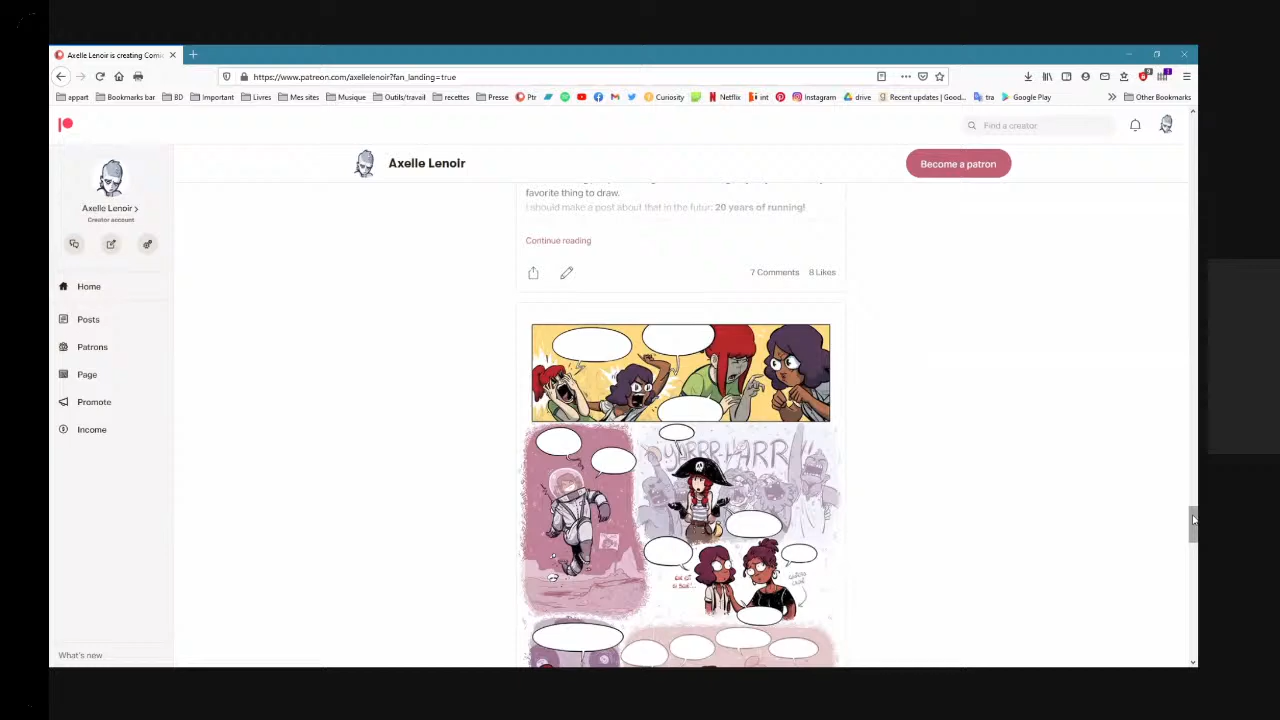 Axelle Lenoir is creating Comi
https://www.patreon.com/axellelenoir?fan_landing=true
appart Bookmarks bar BD Important Livres Mes sites Musique Outils/travail recettes Presse Ptr Curiosity Netflix int Instagram drive Recent updates | Good... tra Google Play Other Bookmarks
Find a creator
Axelle Lenoir
Become a patron
Axelle Lenoir
Creator account
Home
Posts
Patrons
Page
Promote
Income
What's new
favorite thing to draw.
I should make a post about that in the futur: 20 years of running!
Continue reading
7 Comments 8 Likes
YARRR-HARR